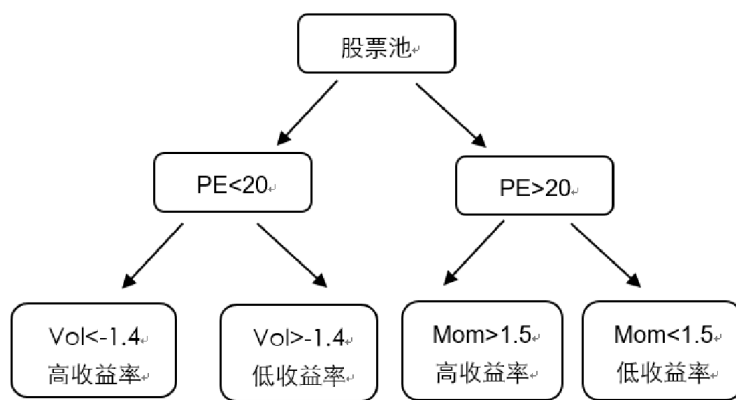 股票池
PE<20
PE>20
Vol<-1.4
高收益率
Vol>-1.4
低收益率
Mom>1.5
高收益率
Mom<1.5
低收益率